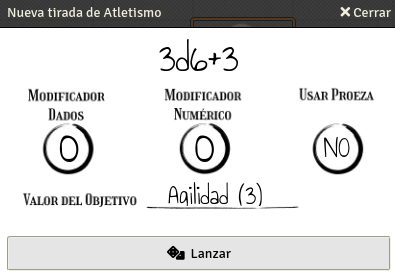 Nueva tirada de Atletismo
Cerrar
3d6+3
Modificador Dados
Modificador Numérico
Usar Proeza
0
0
NO
Valor del Objetivo
Agilidad (3)
Lanzar